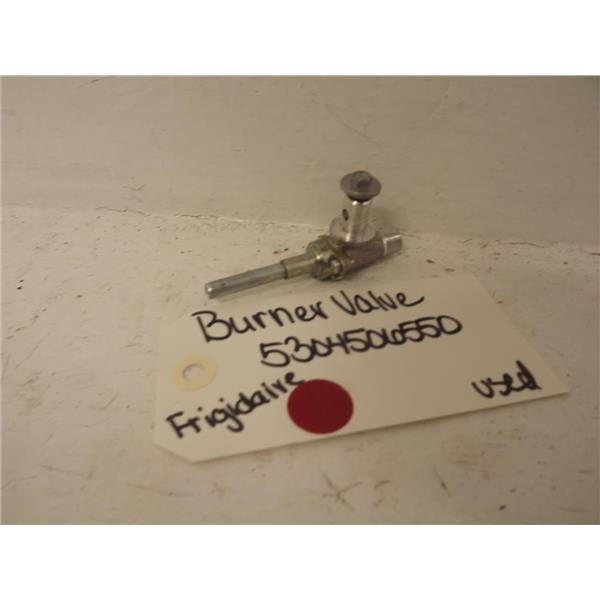 Burner Valve
5304506550
Frigidaire
used